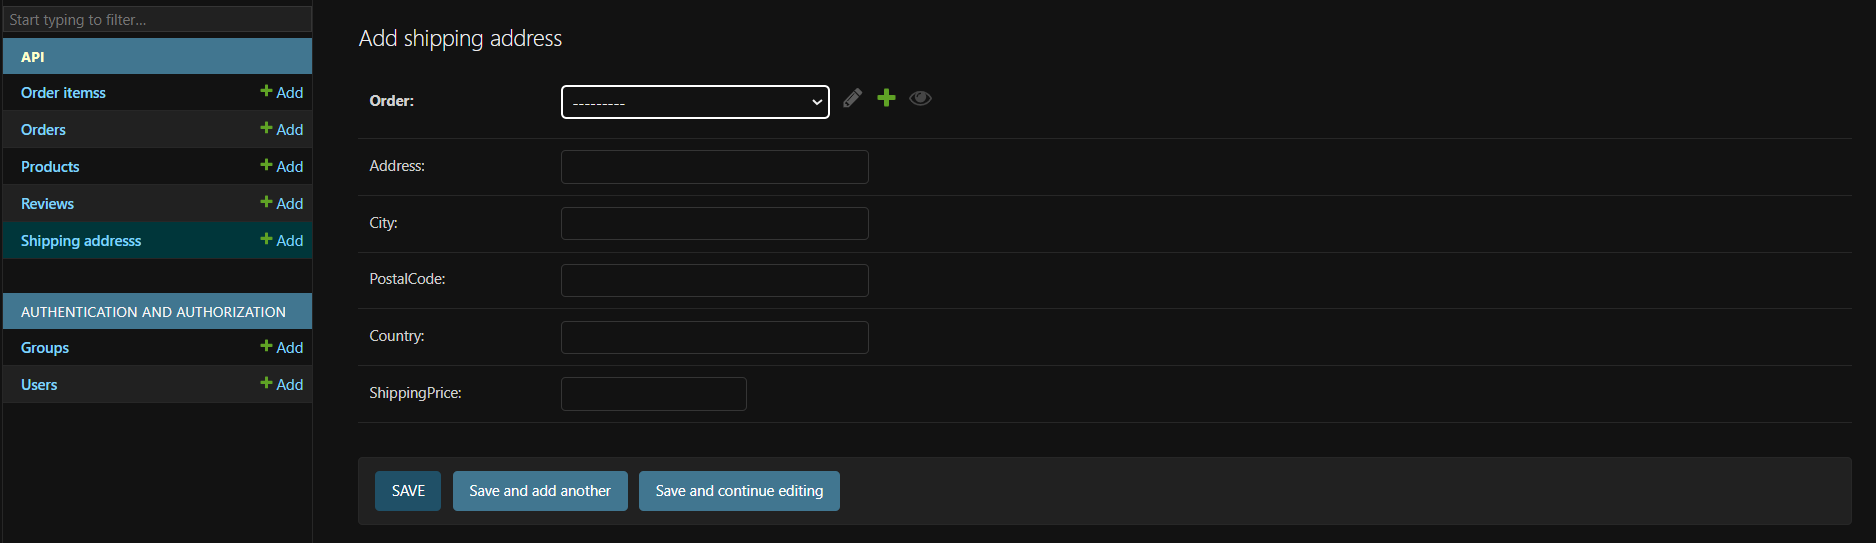 Start typing to filter...
API
Order itemss + Add
Orders + Add
Products + Add
Reviews + Add
Shipping addresss + Add
AUTHENTICATION AND AUTHORIZATION
Groups + Add
Users + Add
Add shipping address
Order: ---------
Address:
City:
PostalCode:
Country:
ShippingPrice:
SAVE Save and add another Save and continue editing